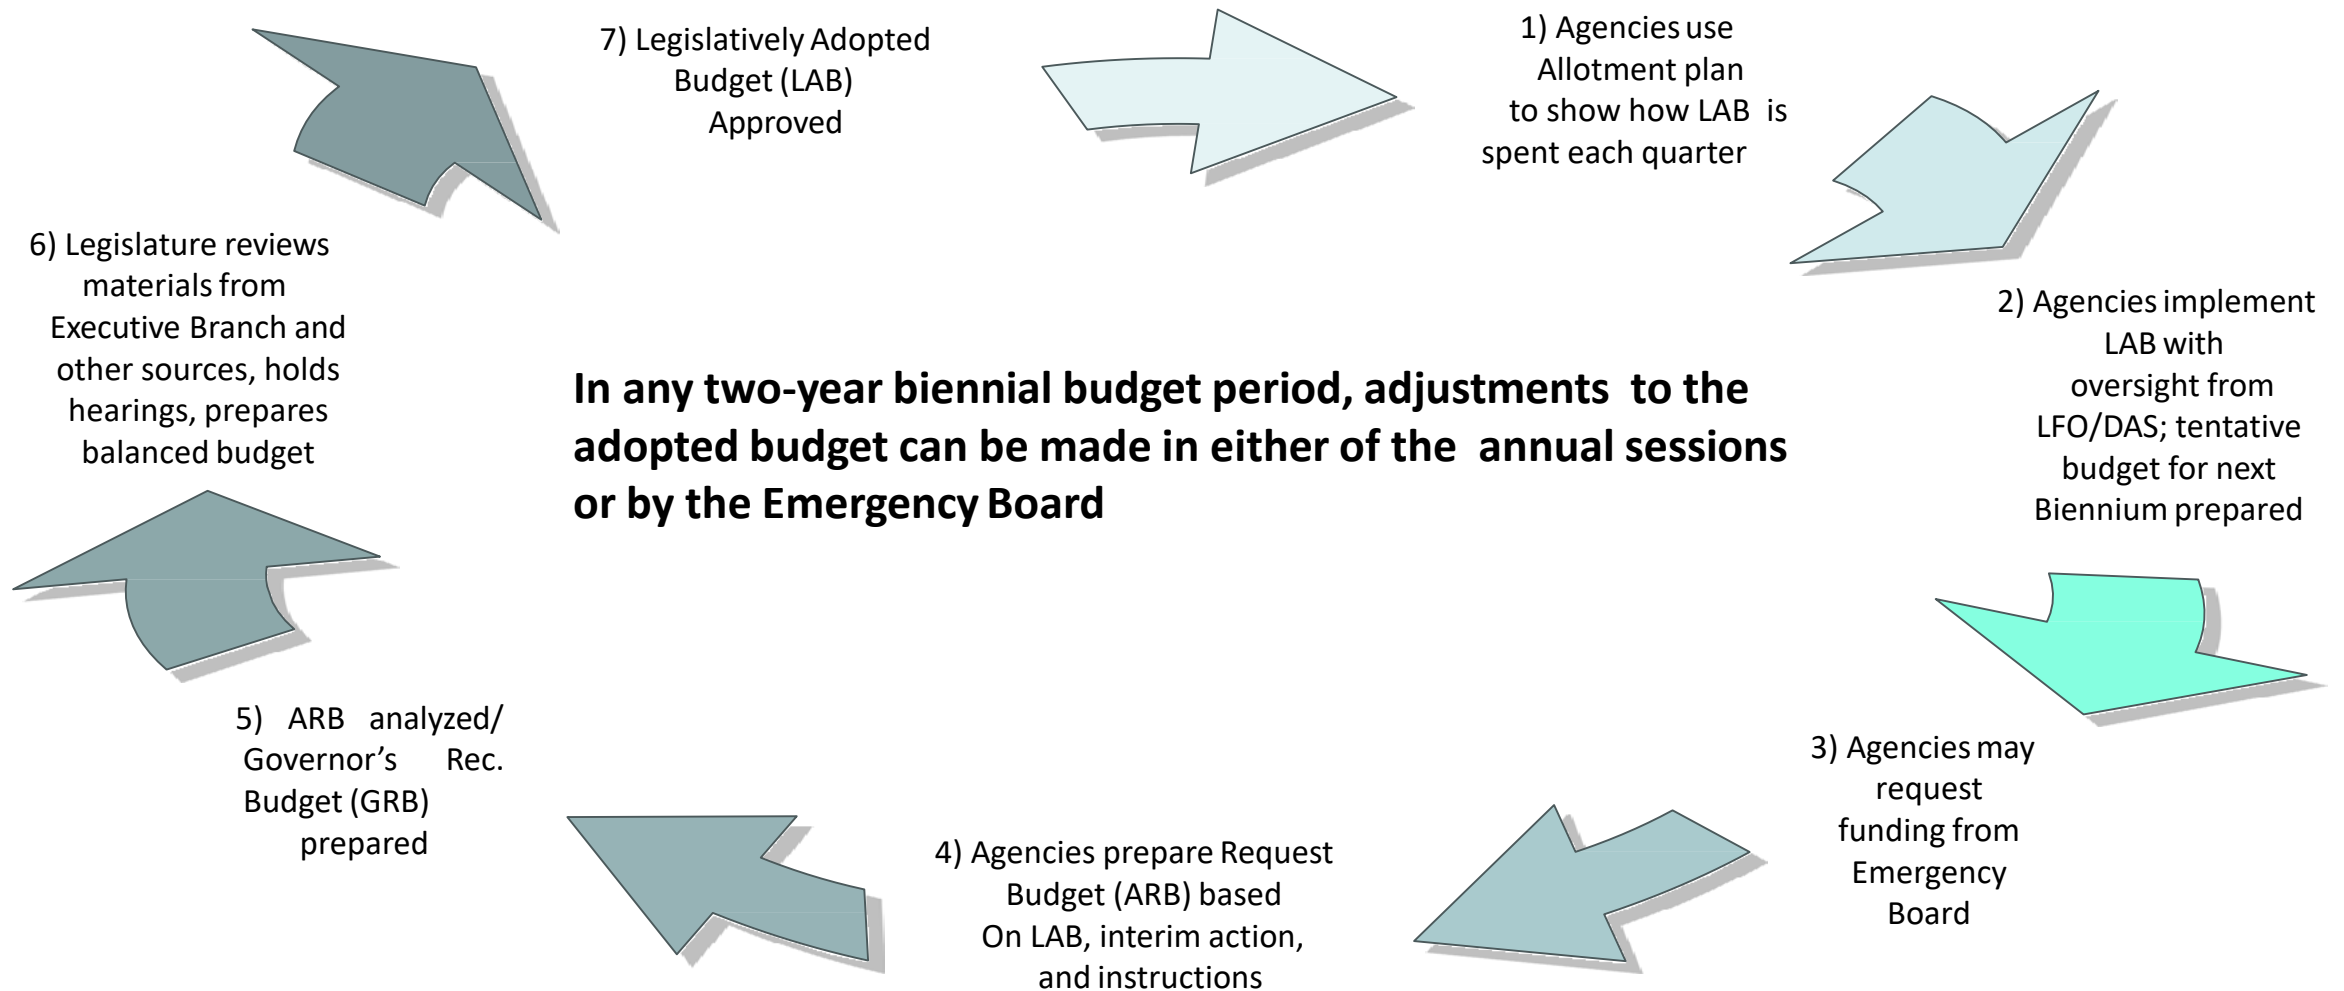 7) Legislatively Adopted
Budget (LAB)
Approved
1) Agencies use
Allotment plan
to show how LAB is
spent each quarter
2) Agencies implement
LAB with
oversight from
LFO/DAS; tentative
budget for next
Biennium prepared
3) Agencies may
request
funding from
Emergency
Board
4) Agencies prepare Request
Budget (ARB) based
On LAB, interim action,
and instructions
5) ARB analyzed/
Governor’s Rec.
Budget (GRB)
prepared
6) Legislature reviews
materials from
Executive Branch and
other sources, holds
hearings, prepares
balanced budget
In any two-year biennial budget period, adjustments to the
adopted budget can be made in either of the annual sessions
or by the Emergency Board